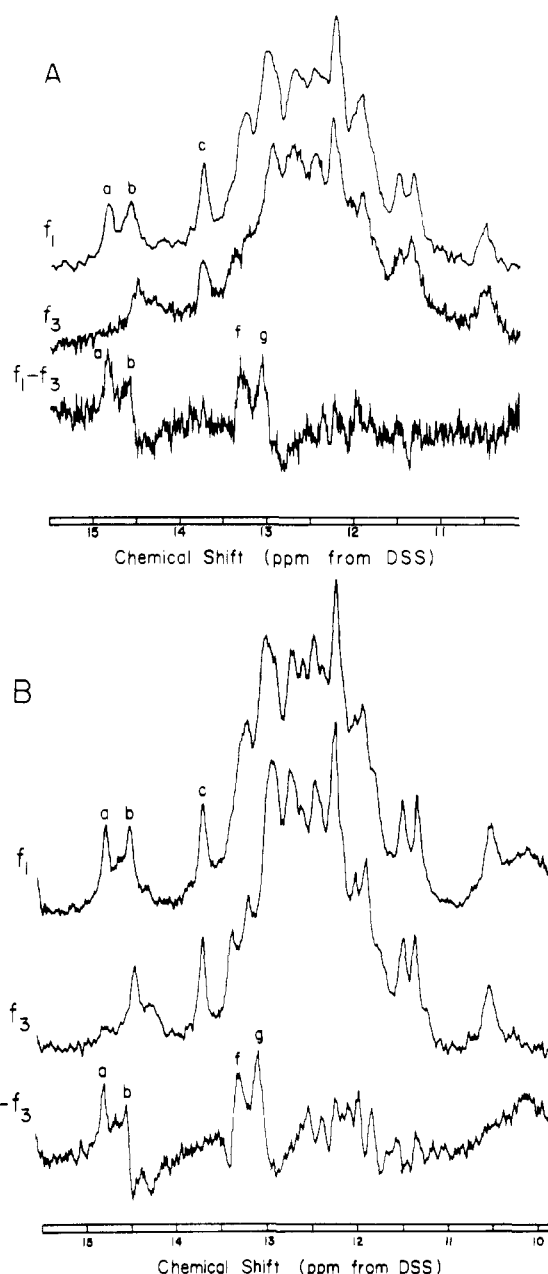 A
a
b
c
f₁
f₃
a
b
f
g
f₁-f₃
15 14 13 12 11
Chemical Shift (ppm from DSS)
B
a
b
c
f₁
f₃
a
b
f
g
-f₃
15 14 13 12 11 10
Chemical Shift (ppm from DSS)